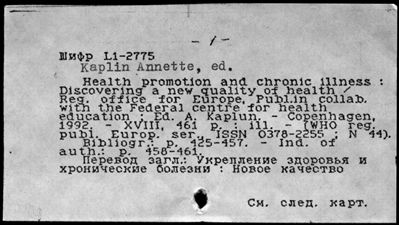 - 1 -
Шифр L1-2775
Kaplin Annette, ed.
Health promotion and chronic illness :
Discovering a new quality of health /
Reg. office for Europe, Publ.in collab.
with the Federal centre for health
education ; Ed. A. Kaplun. - Copenhagen,
1992. - XVIII, 461 p. : ill. - (WHO reg.
publ. Europ. ser., ISSN 0378-2255 ; N 44).
Bibliogr.: p. 425-457. - Ind. of
auth.: p. 458-461.
Перевод загл.: Укрепление здоровья и
хронические болезни : Новое качество
См. след. карт.